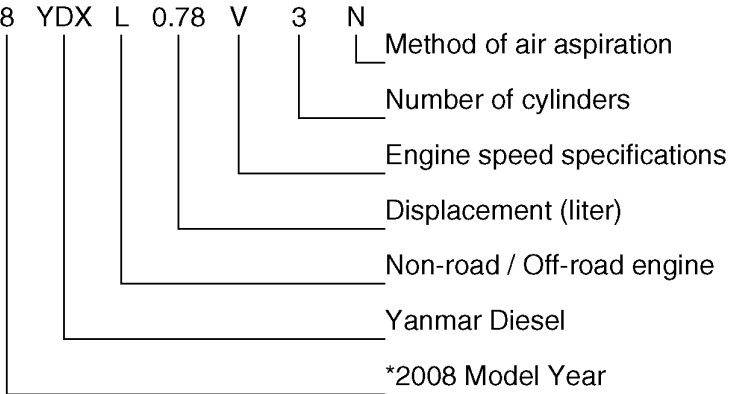 8 YDX L 0.78 V 3 N
Method of air aspiration
Number of cylinders
Engine speed specifications
Displacement (liter)
Non-road / Off-road engine
Yanmar Diesel
*2008 Model Year